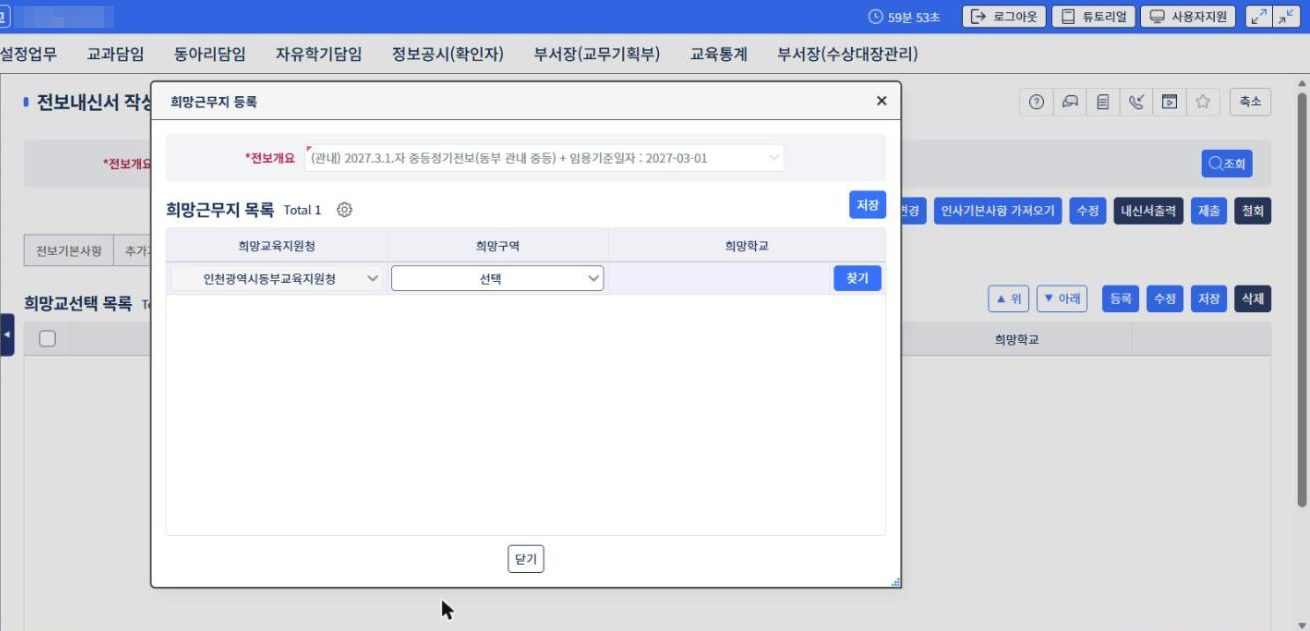 59분 53초 로그아웃 튜토리얼 사용자지원
설정업무 교과담임 동아리담임 자유학기담임 정보공시(확인자) 부서장(교무기획부) 교육통계 부서장(수상대장관리)
전보내신서 작성
축소
*전보개요
조회
변경 인사기본사항 가져오기 수정 내신서출력 제출 철회
전보기본사항
희망교선택 목록
▲ 위 ▼ 아래 등록 수정 저장 삭제
희망학교
희망근무지 등록
*전보개요 (관내) 2027.3.1.자 중등정기전보(동부 관내 중등) + 임용기준일자 : 2027-03-01
희망근무지 목록 Total 1
저장
희망교육지원청 희망구역 희망학교
인천광역시동부교육지원청 선택 찾기
닫기